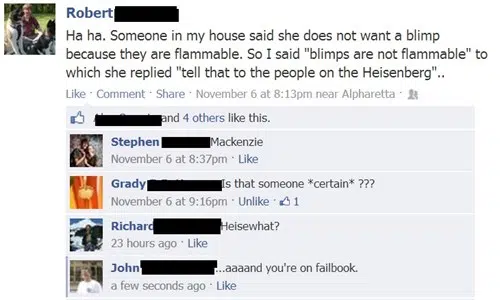 Robert
Ha ha. Someone in my house said she does not want a blimp
because they are flammable. So I said "blimps are not flammable" to
which she replied "tell that to the people on the Heisenberg"..
Like · Comment · Share · November 6 at 8:13pm near Alpharetta ·
and 4 others like this.
Stephen Mackenzie
November 6 at 8:37pm · Like
Grady Is that someone *certain* ???
November 6 at 9:16pm · Unlike · 1
Richard Heisewhat?
23 hours ago · Like
John ...aaaand you're on failbook.
a few seconds ago · Like